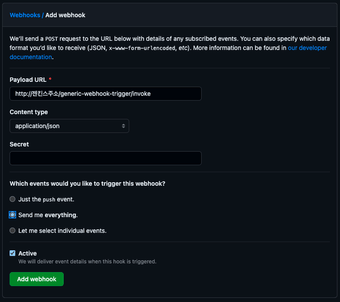 Webhooks / Add webhook
We'll send a POST request to the URL below with details of any subscribed events. You can also specify which data
format you'd like to receive (JSON, x-www-form-urlencoded, etc). More information can be found in our developer
documentation.
Payload URL *
http://젠킨스주소/generic-webhook-trigger/invoke
Content type
application/json
Secret
Which events would you like to trigger this webhook?
Just the push event.
Send me everything.
Let me select individual events.
Active
We will deliver event details when this hook is triggered.
Add webhook